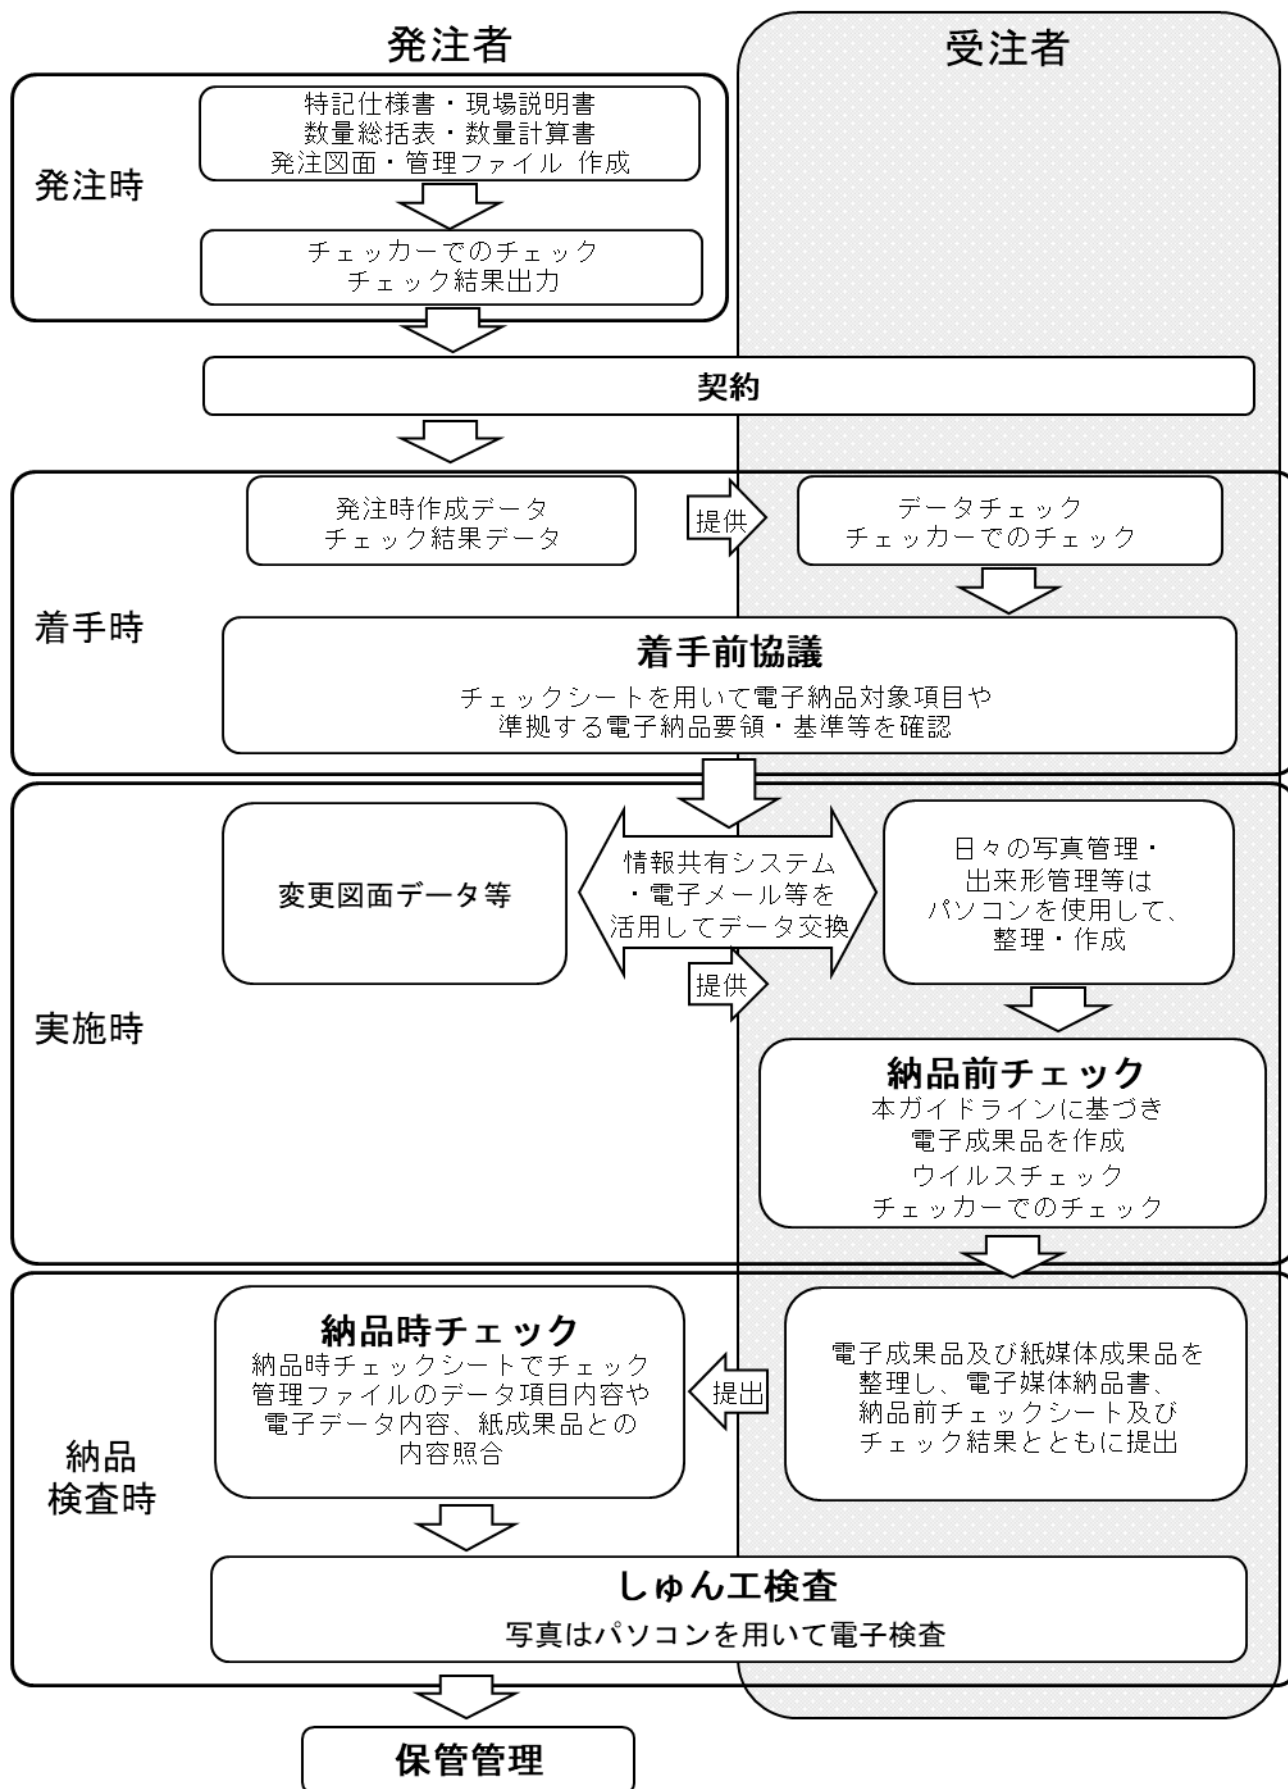 発注者
受注者
発注時
特記仕様書・現場説明書
数量総括表・数量計算書
発注図面・管理ファイル 作成
チェッカーでのチェック
チェック結果出力
契約
着手時
発注時作成データ
チェック結果データ
提供
データチェック
チェッカーでのチェック
着手前協議
チェックシートを用いて電子納品対象項目や
準拠する電子納品要領・基準等を確認
実施時
変更図面データ等
情報共有システム
・電子メール等を
活用してデータ交換
提供
日々の写真管理・
出来形管理等は
パソコンを使用して、
整理・作成
納品前チェック
本ガイドラインに基づき
電子成果品を作成
ウイルスチェック
チェッカーでのチェック
納品
検査時
納品時チェック
納品時チェックシートでチェック
管理ファイルのデータ項目内容や
電子データ内容、紙成果品との
内容照合
提出
電子成果品及び紙媒体成果品を
整理し、電子媒体納品書、
納品前チェックシート及び
チェック結果とともに提出
しゅん工検査
写真はパソコンを用いて電子検査
保管管理